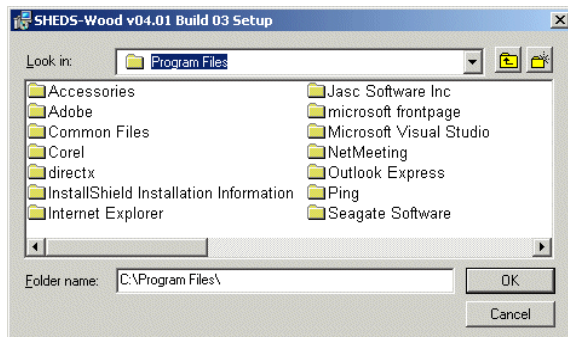 SHEDS-Wood v04.01 Build 03 Setup
Look in: Program Files
Accessories
Adobe
Common Files
Corel
directx
InstallShield Installation Information
Internet Explorer
Jasc Software Inc
microsoft frontpage
Microsoft Visual Studio
NetMeeting
Outlook Express
Ping
Seagate Software
Folder name: C:\Program Files\
OK
Cancel